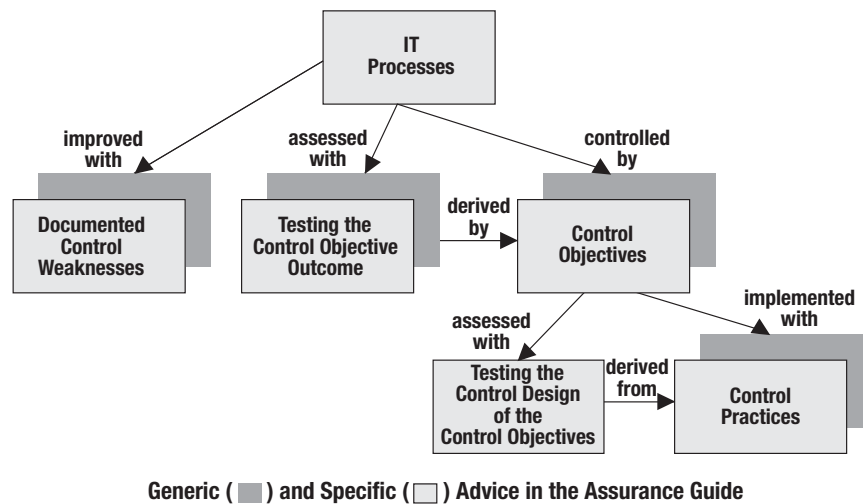 IT
Processes
improved
with
assessed
with
controlled
by
Documented
Control
Weaknesses
Testing the
Control Objective
Outcome
derived
by
Control
Objectives
assessed
with
implemented
with
Testing the
Control Design
of the
Control Objectives
derived
from
Control
Practices
Generic ( ) and Specific ( ) Advice in the Assurance Guide